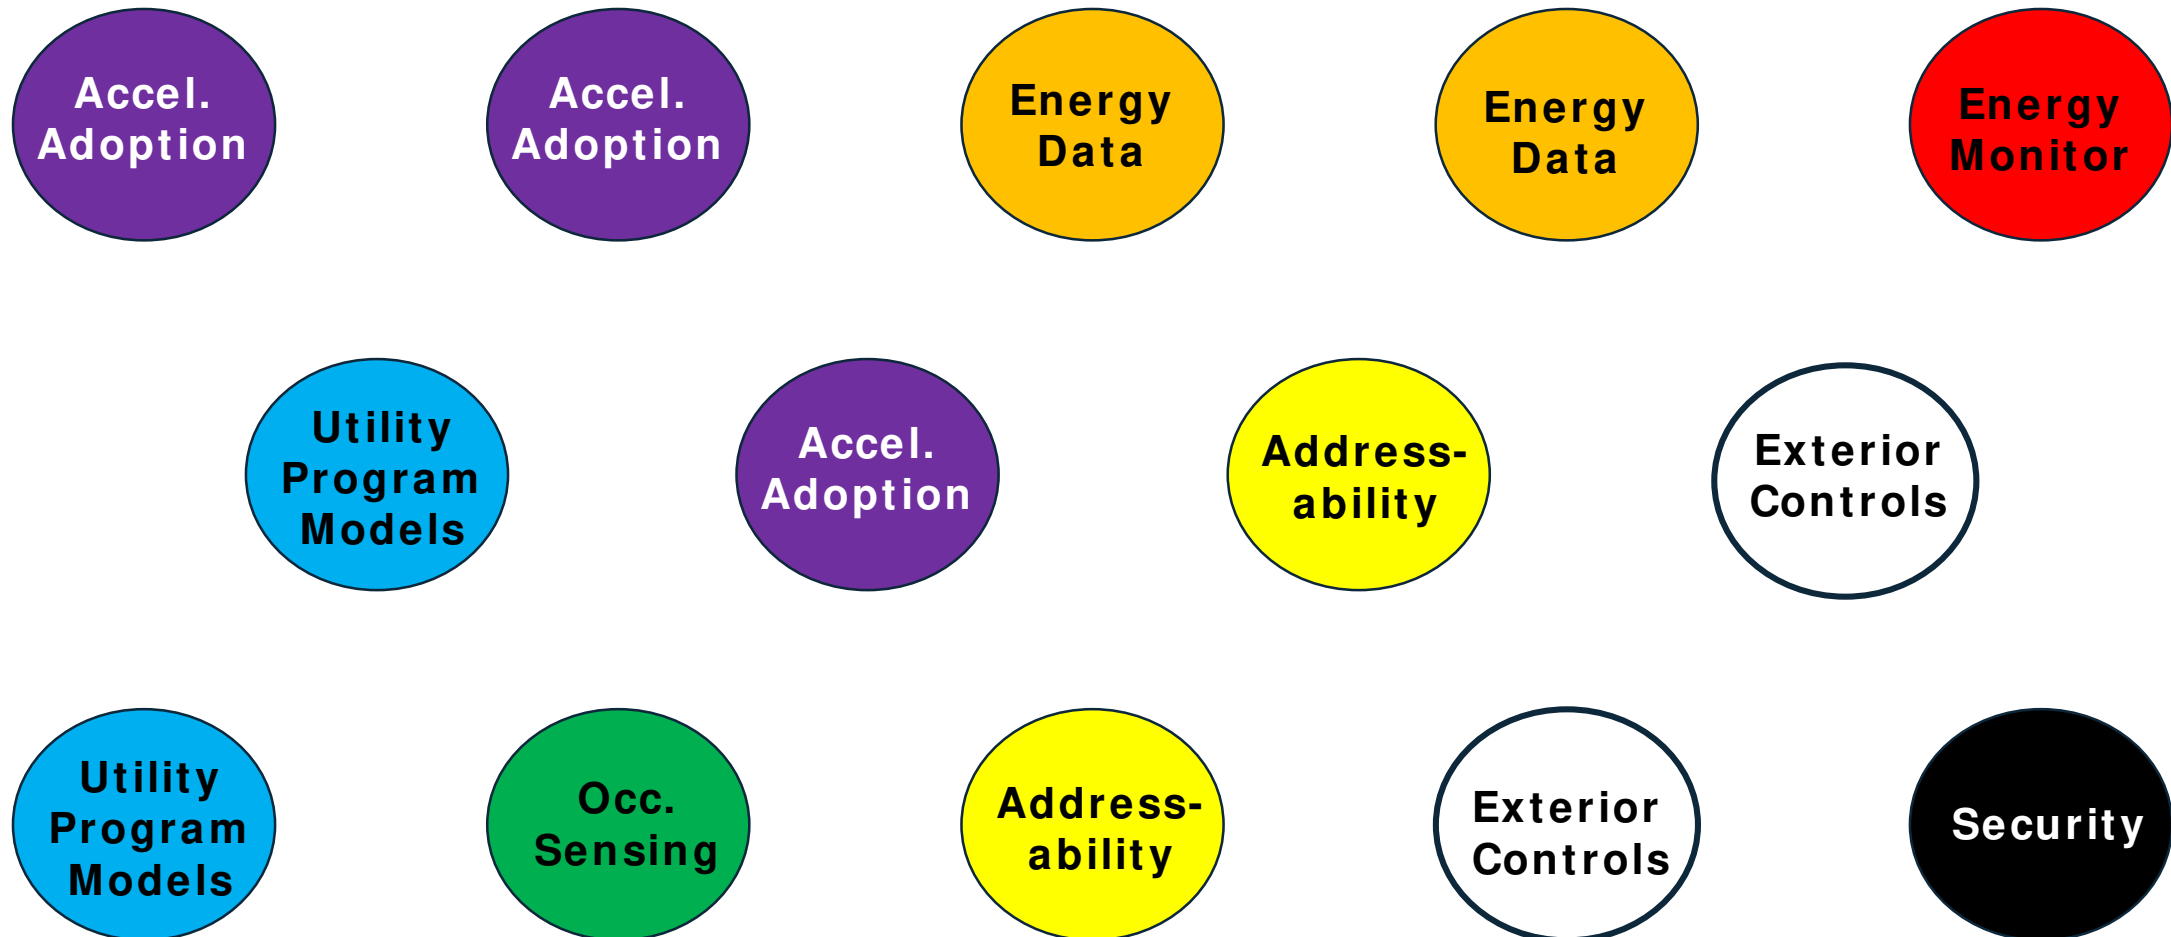 Accel.
Adoption
Accel.
Adoption
Energy
Data
Energy
Data
Energy
Monitor
Utility
Program
Models
Accel.
Adoption
Address-
ability
Exterior
Controls
Utility
Program
Models
Occ.
Sensing
Address-
ability
Exterior
Controls
Security